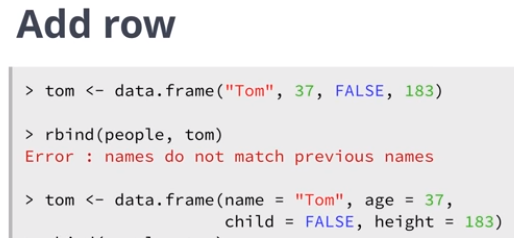 Add row
> tom <- data.frame("Tom", 37, FALSE, 183)
> rbind(people, tom)
Error : names do not match previous names
> tom <- data.frame(name = "Tom", age = 37,
child = FALSE, height = 183)